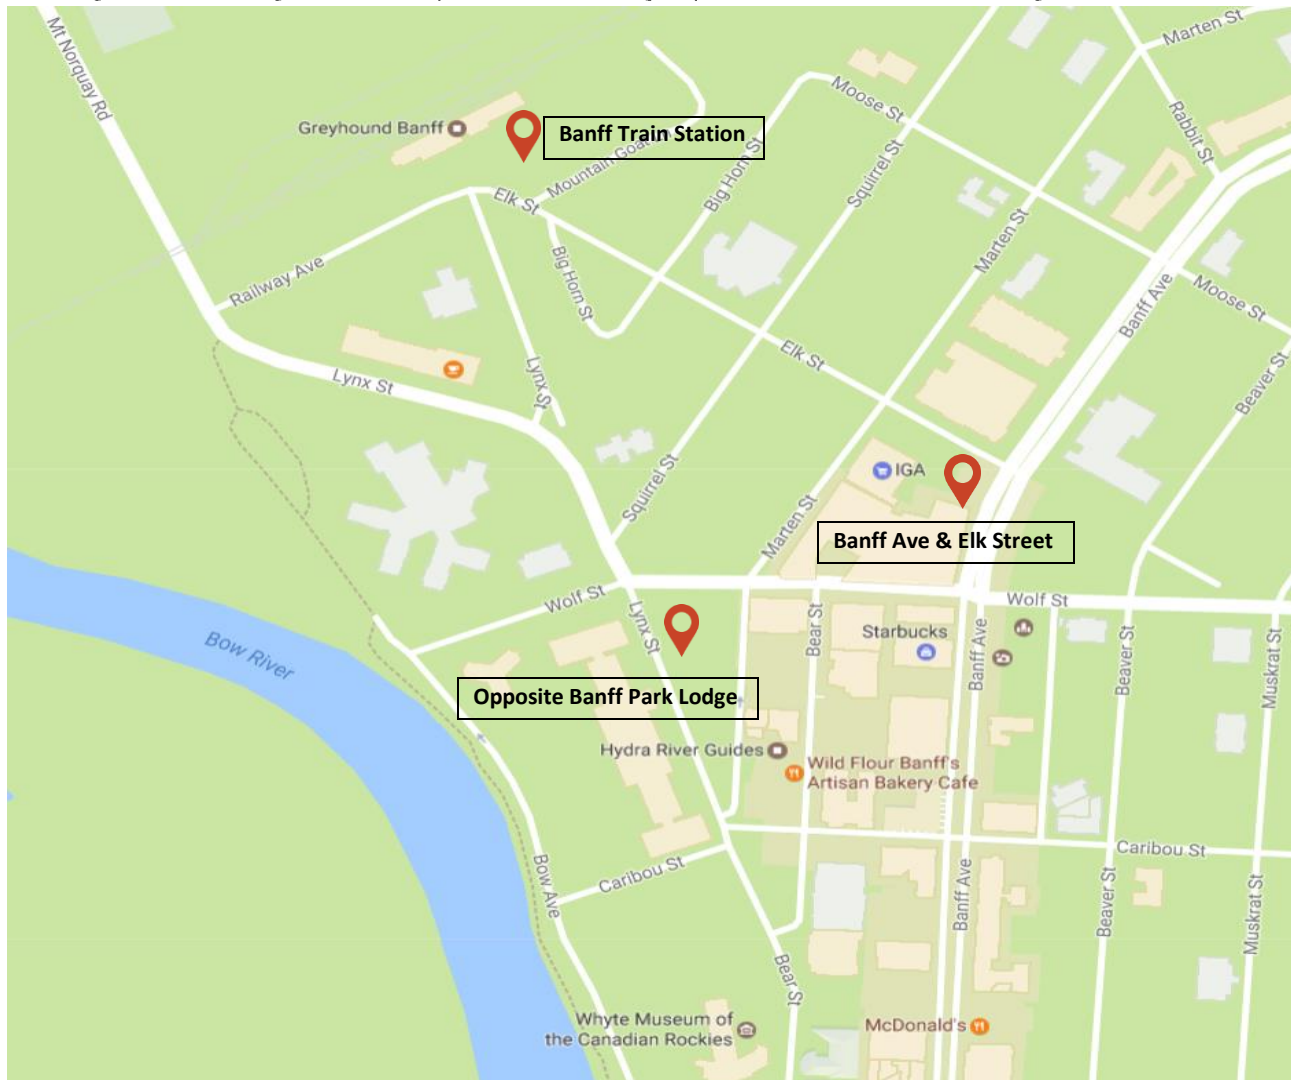 Marten St
Mt Norquay Rd
Moose St
Greyhound Banff
Banff Train Station
Rabbit St
Mountain Goat
Squirrel St
Big Horn St
Elk St
Marten St
Railway Ave
Big Horn St
Banff Ave
Moose St
Elk St
Lynx St
Lynx St
Beaver St
IGA
Squirrel St
Marten St
Banff Ave & Elk Street
Wolf St
Wolf St
Lynx St
Bear St
Starbucks
Banff Ave
Beaver St
Muskrat St
Bow River
Opposite Banff Park Lodge
Hydra River Guides
Wild Flour Banff's
Artisan Bakery Cafe
Caribou St
Caribou St
Bow Ave
Banff Ave
Beaver St
Muskrat St
Bear St
Whyte Museum of
the Canadian Rockies
McDonald's